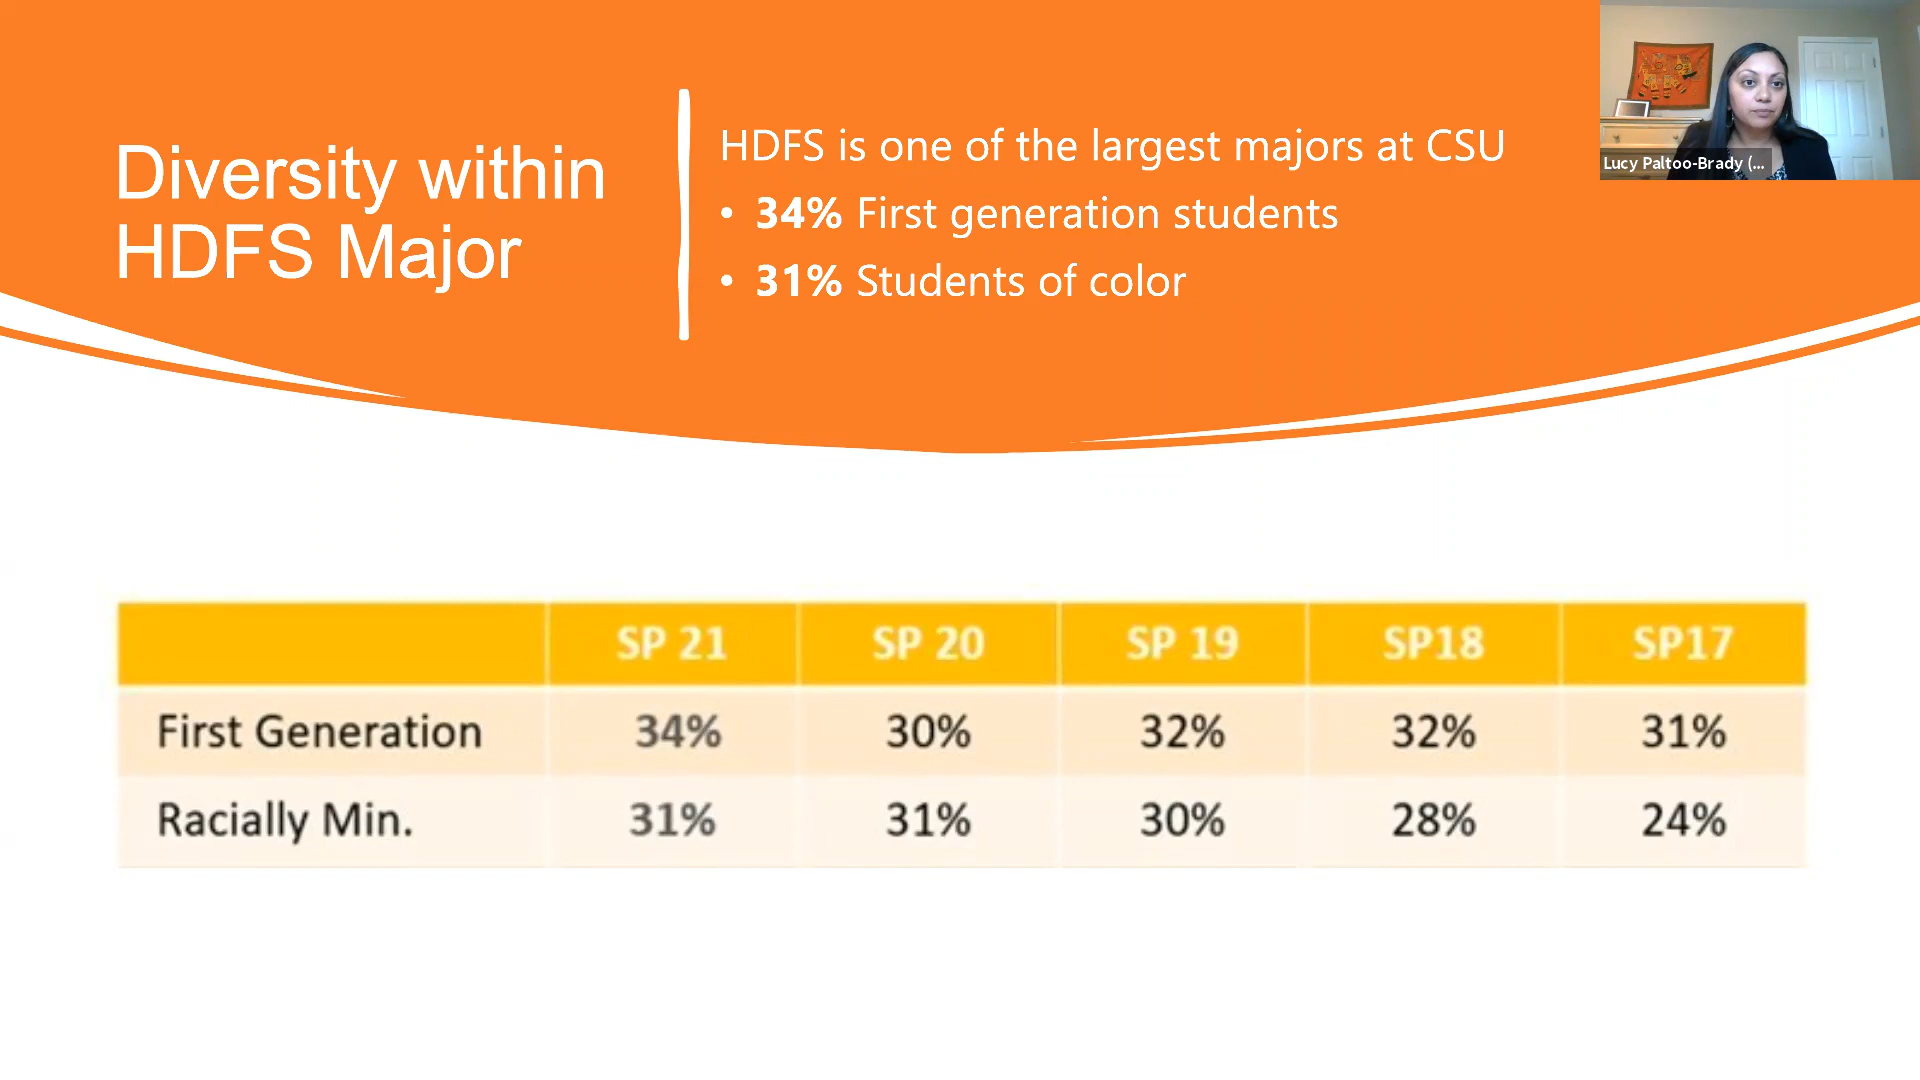 Diversity within
HDFS Major
HDFS is one of the largest majors at CSU
• 34% First generation students
• 31% Students of color
Lucy Paltoo-Brady (...
SP 21 SP 20 SP 19 SP18 SP17
First Generation 34% 30% 32% 32% 31%
Racially Min. 31% 31% 30% 28% 24%